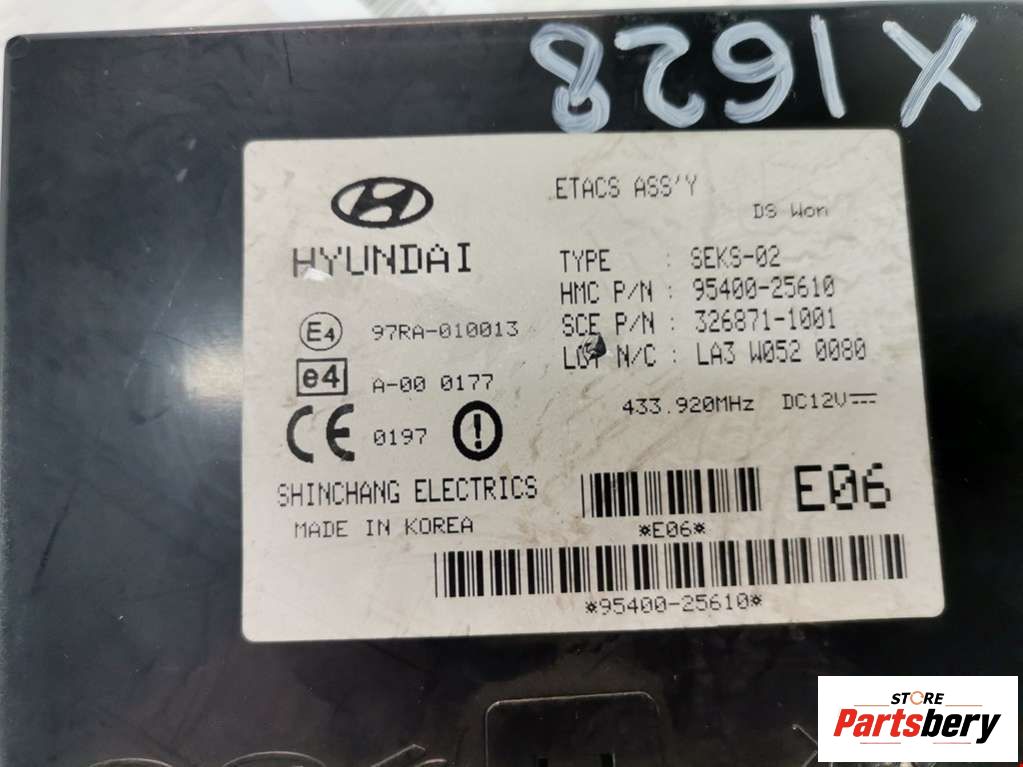 X1628
HYUNDAI
ETACS ASS'Y
DS Won
TYPE : SEKS-02
HMC P/N : 95400-25610
SCE P/N : 326871-1001
LOT N/C : LA3 W052 0080
433.920MHz DC12V
E4 97RA-010013
e4 A-00 0177
CE 0197
SHINCHANG ELECTRICS
MADE IN KOREA
*E06*
E06
*95400-25610*
STORE
Partsbery